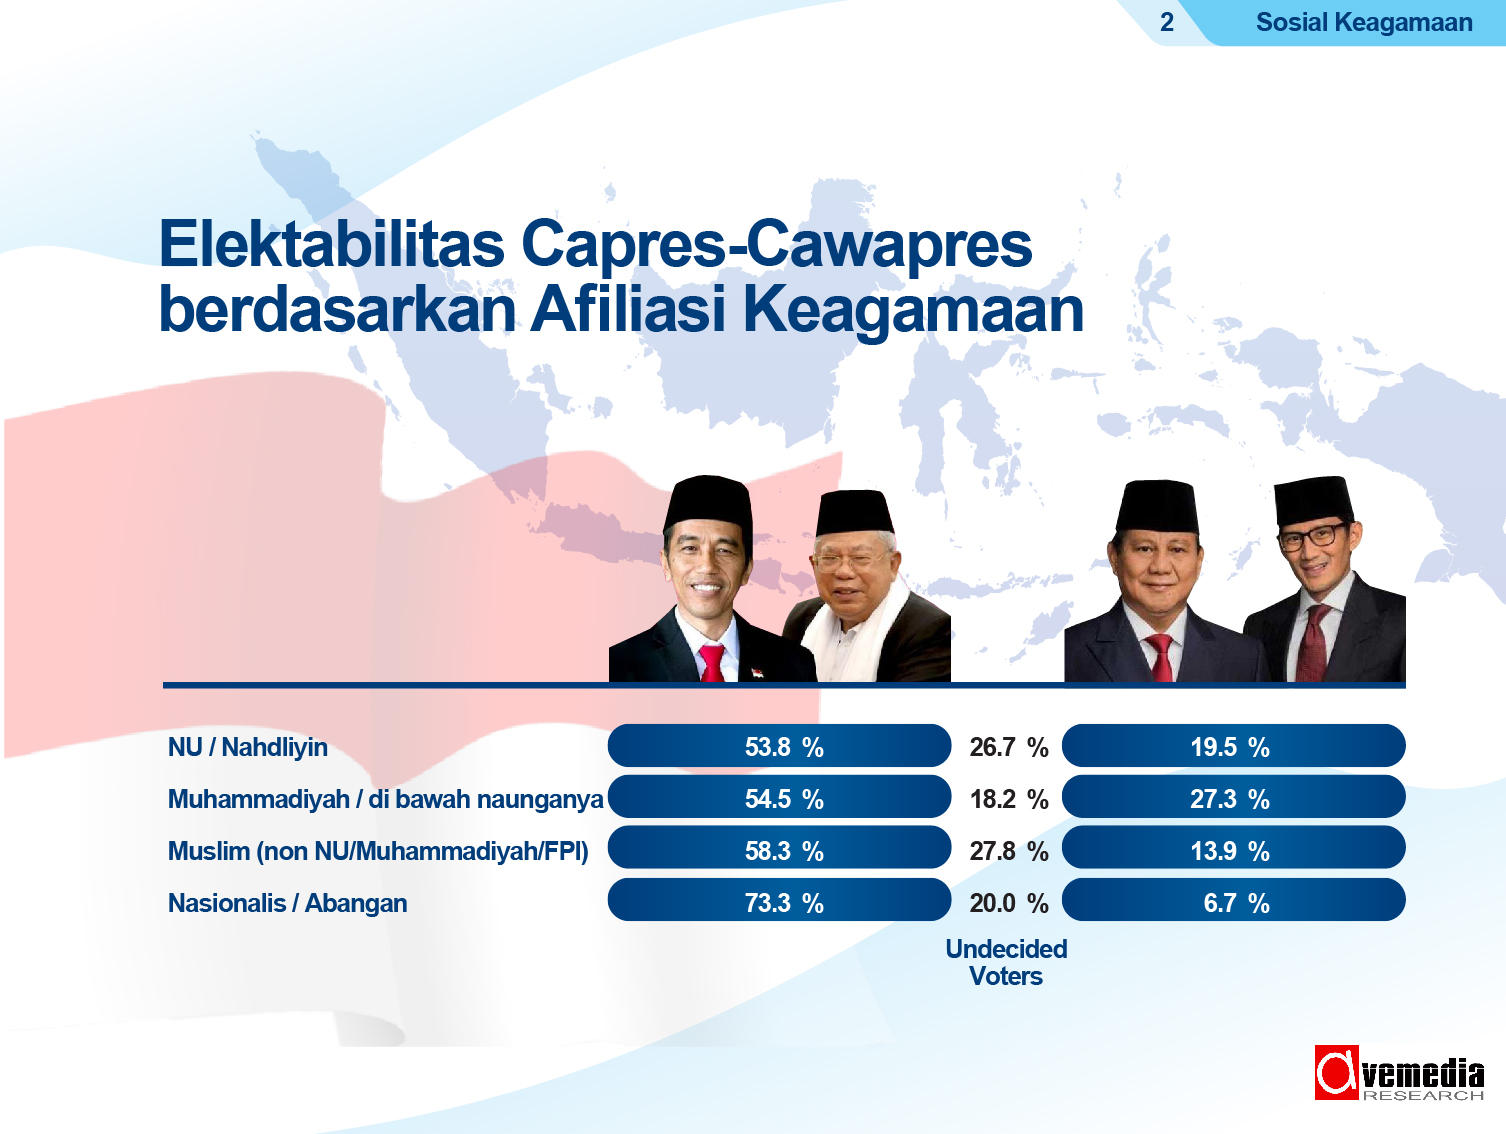 2 Sosial Keagamaan
Elektabilitas Capres-Cawapres
berdasarkan Afiliasi Keagamaan
NU / Nahdliyin 53.8 % 26.7 % 19.5 %
Muhammadiyah / di bawah naunganya 54.5 % 18.2 % 27.3 %
Muslim (non NU/Muhammadiyah/FPI) 58.3 % 27.8 % 13.9 %
Nasionalis / Abangan 73.3 % 20.0 % 6.7 %
Undecided
Voters
avemedia
RESEARCH